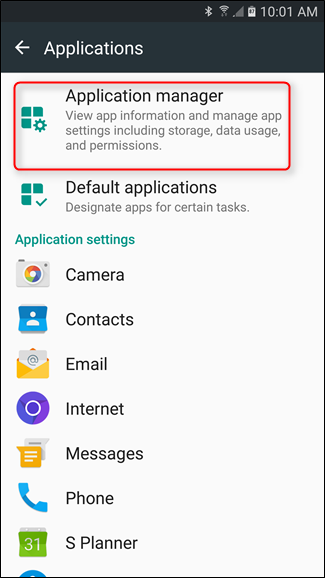 10:01 AM
Applications
Application manager
View app information and manage app
settings including storage, data usage,
and permissions.
Default applications
Designate apps for certain tasks.
Application settings
Camera
Contacts
@
Email
Internet
Messages
Phone
31
S Planner